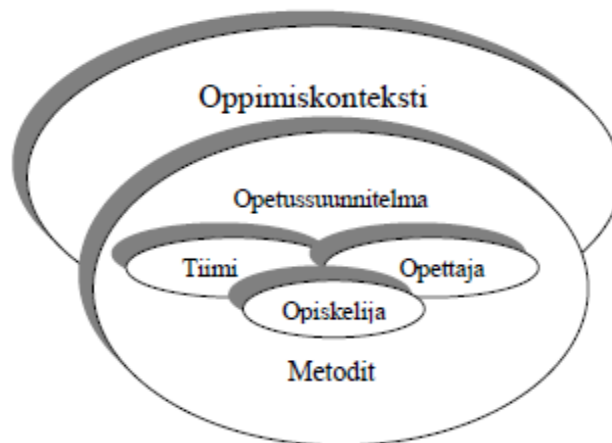 Oppimiskonteksti
Opetussuunnitelma
Tiimi
Opettaja
Opiskelija
Metodit